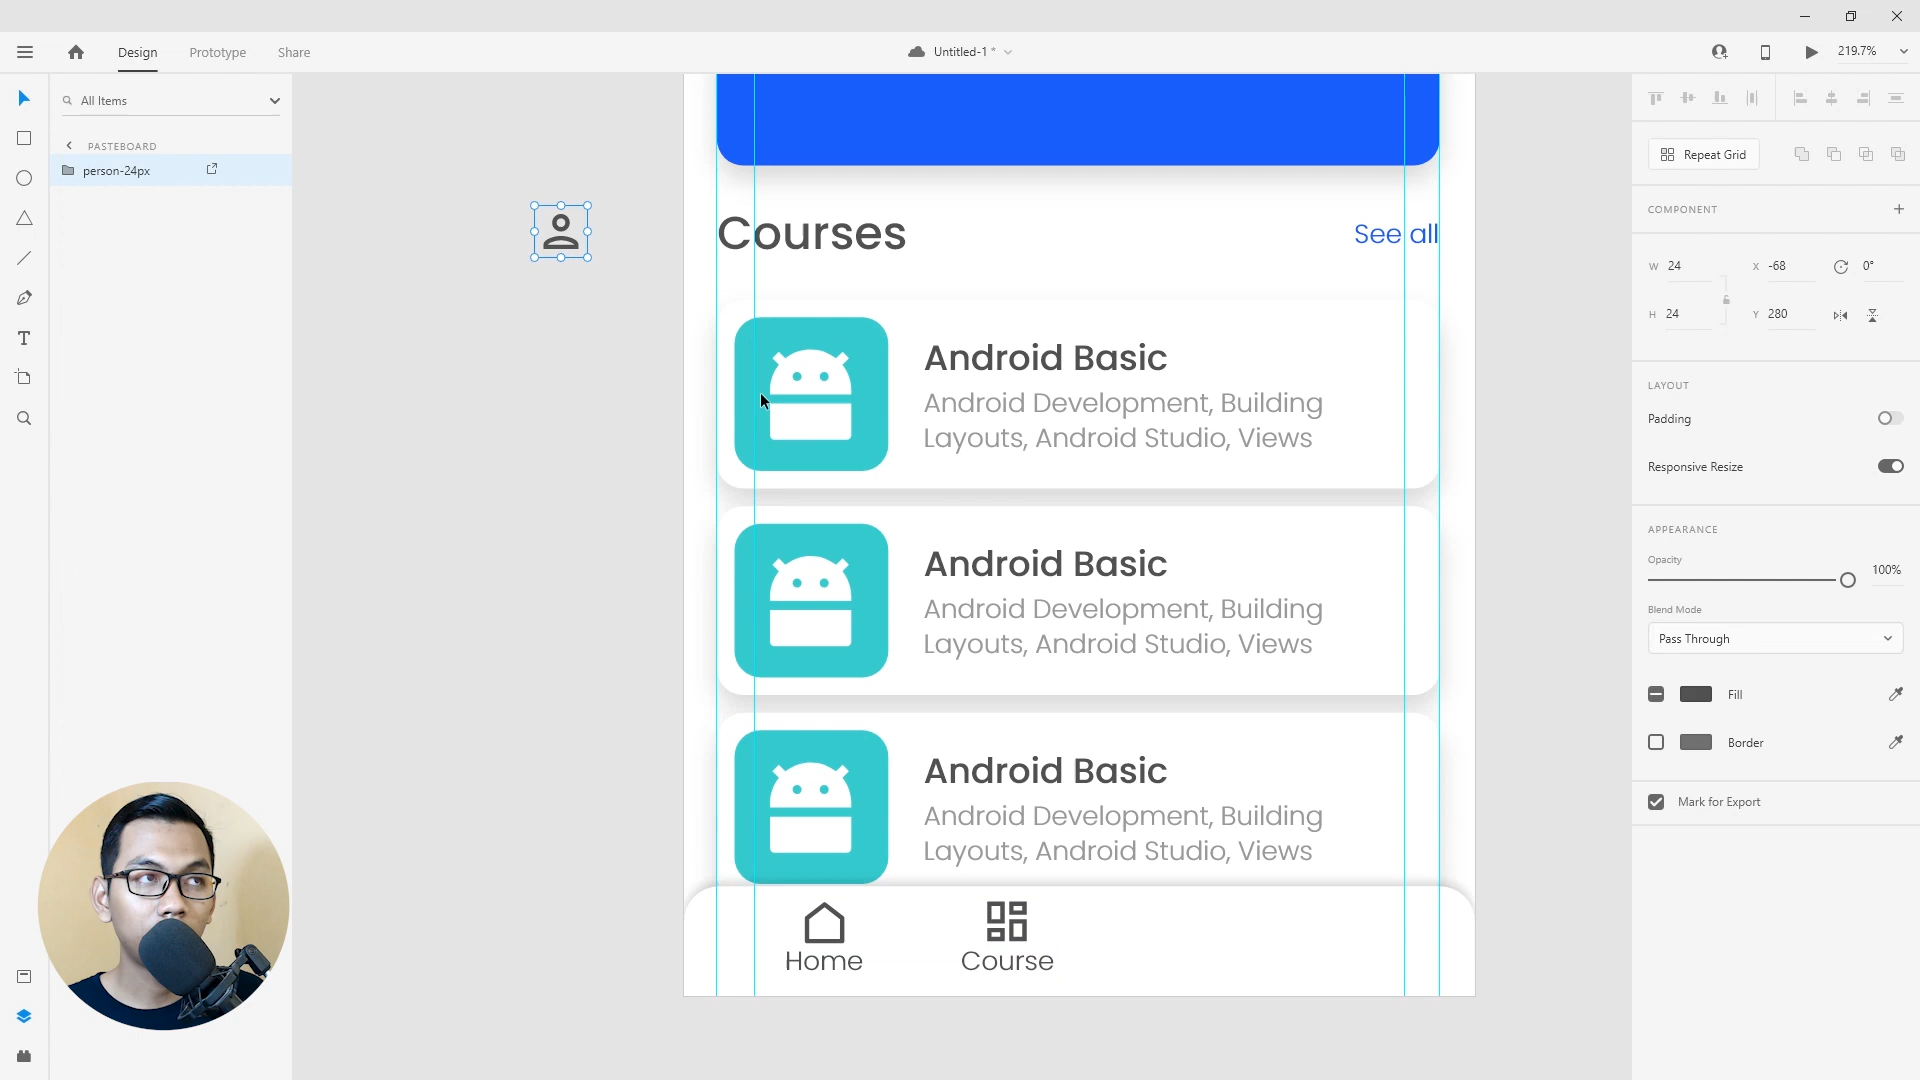 Design
Prototype
Share
Untitled-1 *
219.7%
All Items
PASTEBOARD
person-24px
Courses
See all
Android Basic
Android Development, Building
Layouts, Android Studio, Views
Android Basic
Android Development, Building
Layouts, Android Studio, Views
Android Basic
Android Development, Building
Layouts, Android Studio, Views
Home
Course
Repeat Grid
COMPONENT
W 24
X -68
0°
H 24
Y 280
LAYOUT
Padding
Responsive Resize
APPEARANCE
Opacity
100%
Blend Mode
Pass Through
Fill
Border
Mark for Export